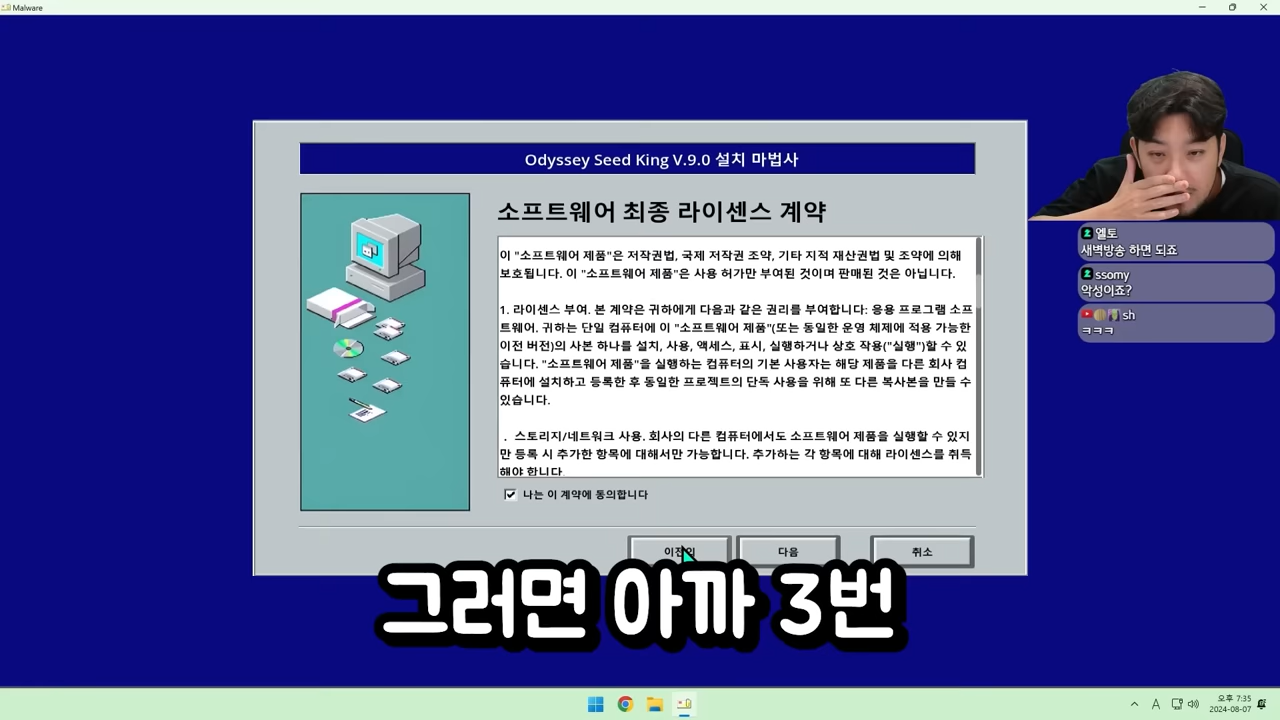 Malware
Odyssey Seed King V.9.0 설치 마법사
소프트웨어 최종 라이센스 계약
이 "소프트웨어 제품"은 저작권법, 국제 저작권 조약, 기타 지적 재산권법 및 조약에 의해
보호됩니다. 이 "소프트웨어 제품"은 사용 허가만 부여된 것이며 판매된 것은 아닙니다.
1. 라이센스 부여. 본 계약은 귀하에게 다음과 같은 권리를 부여합니다: 응용 프로그램 소프
트웨어. 귀하는 단일 컴퓨터에 이 "소프트웨어 제품"(또는 동일한 운영 체제에 적용 가능한
이전 버전)의 사본 하나를 설치, 사용, 액세스, 표시, 실행하거나 상호 작용("실행")할 수 있
습니다. "소프트웨어 제품"을 실행하는 컴퓨터의 기본 사용자는 해당 제품을 다른 회사 컴
퓨터에 설치하고 등록한 후 동일한 프로젝트의 단독 사용을 위해 또 다른 복사본을 만들 수
있습니다.
. 스토리지/네트워크 사용. 회사의 다른 컴퓨터에서도 소프트웨어 제품을 실행할 수 있지
만 등록 시 추가한 항목에 대해서만 가능합니다. 추가하는 각 항목에 대해 라이센스를 취득
해야 합니다.
나는 이 계약에 동의합니다
다음
취소
엘토
새벽방송 하면 되죠
ssomy
악성이죠?
sh
ㅋㅋㅋ
그러면 아까 3번
A
오후 7:35
2024-08-07